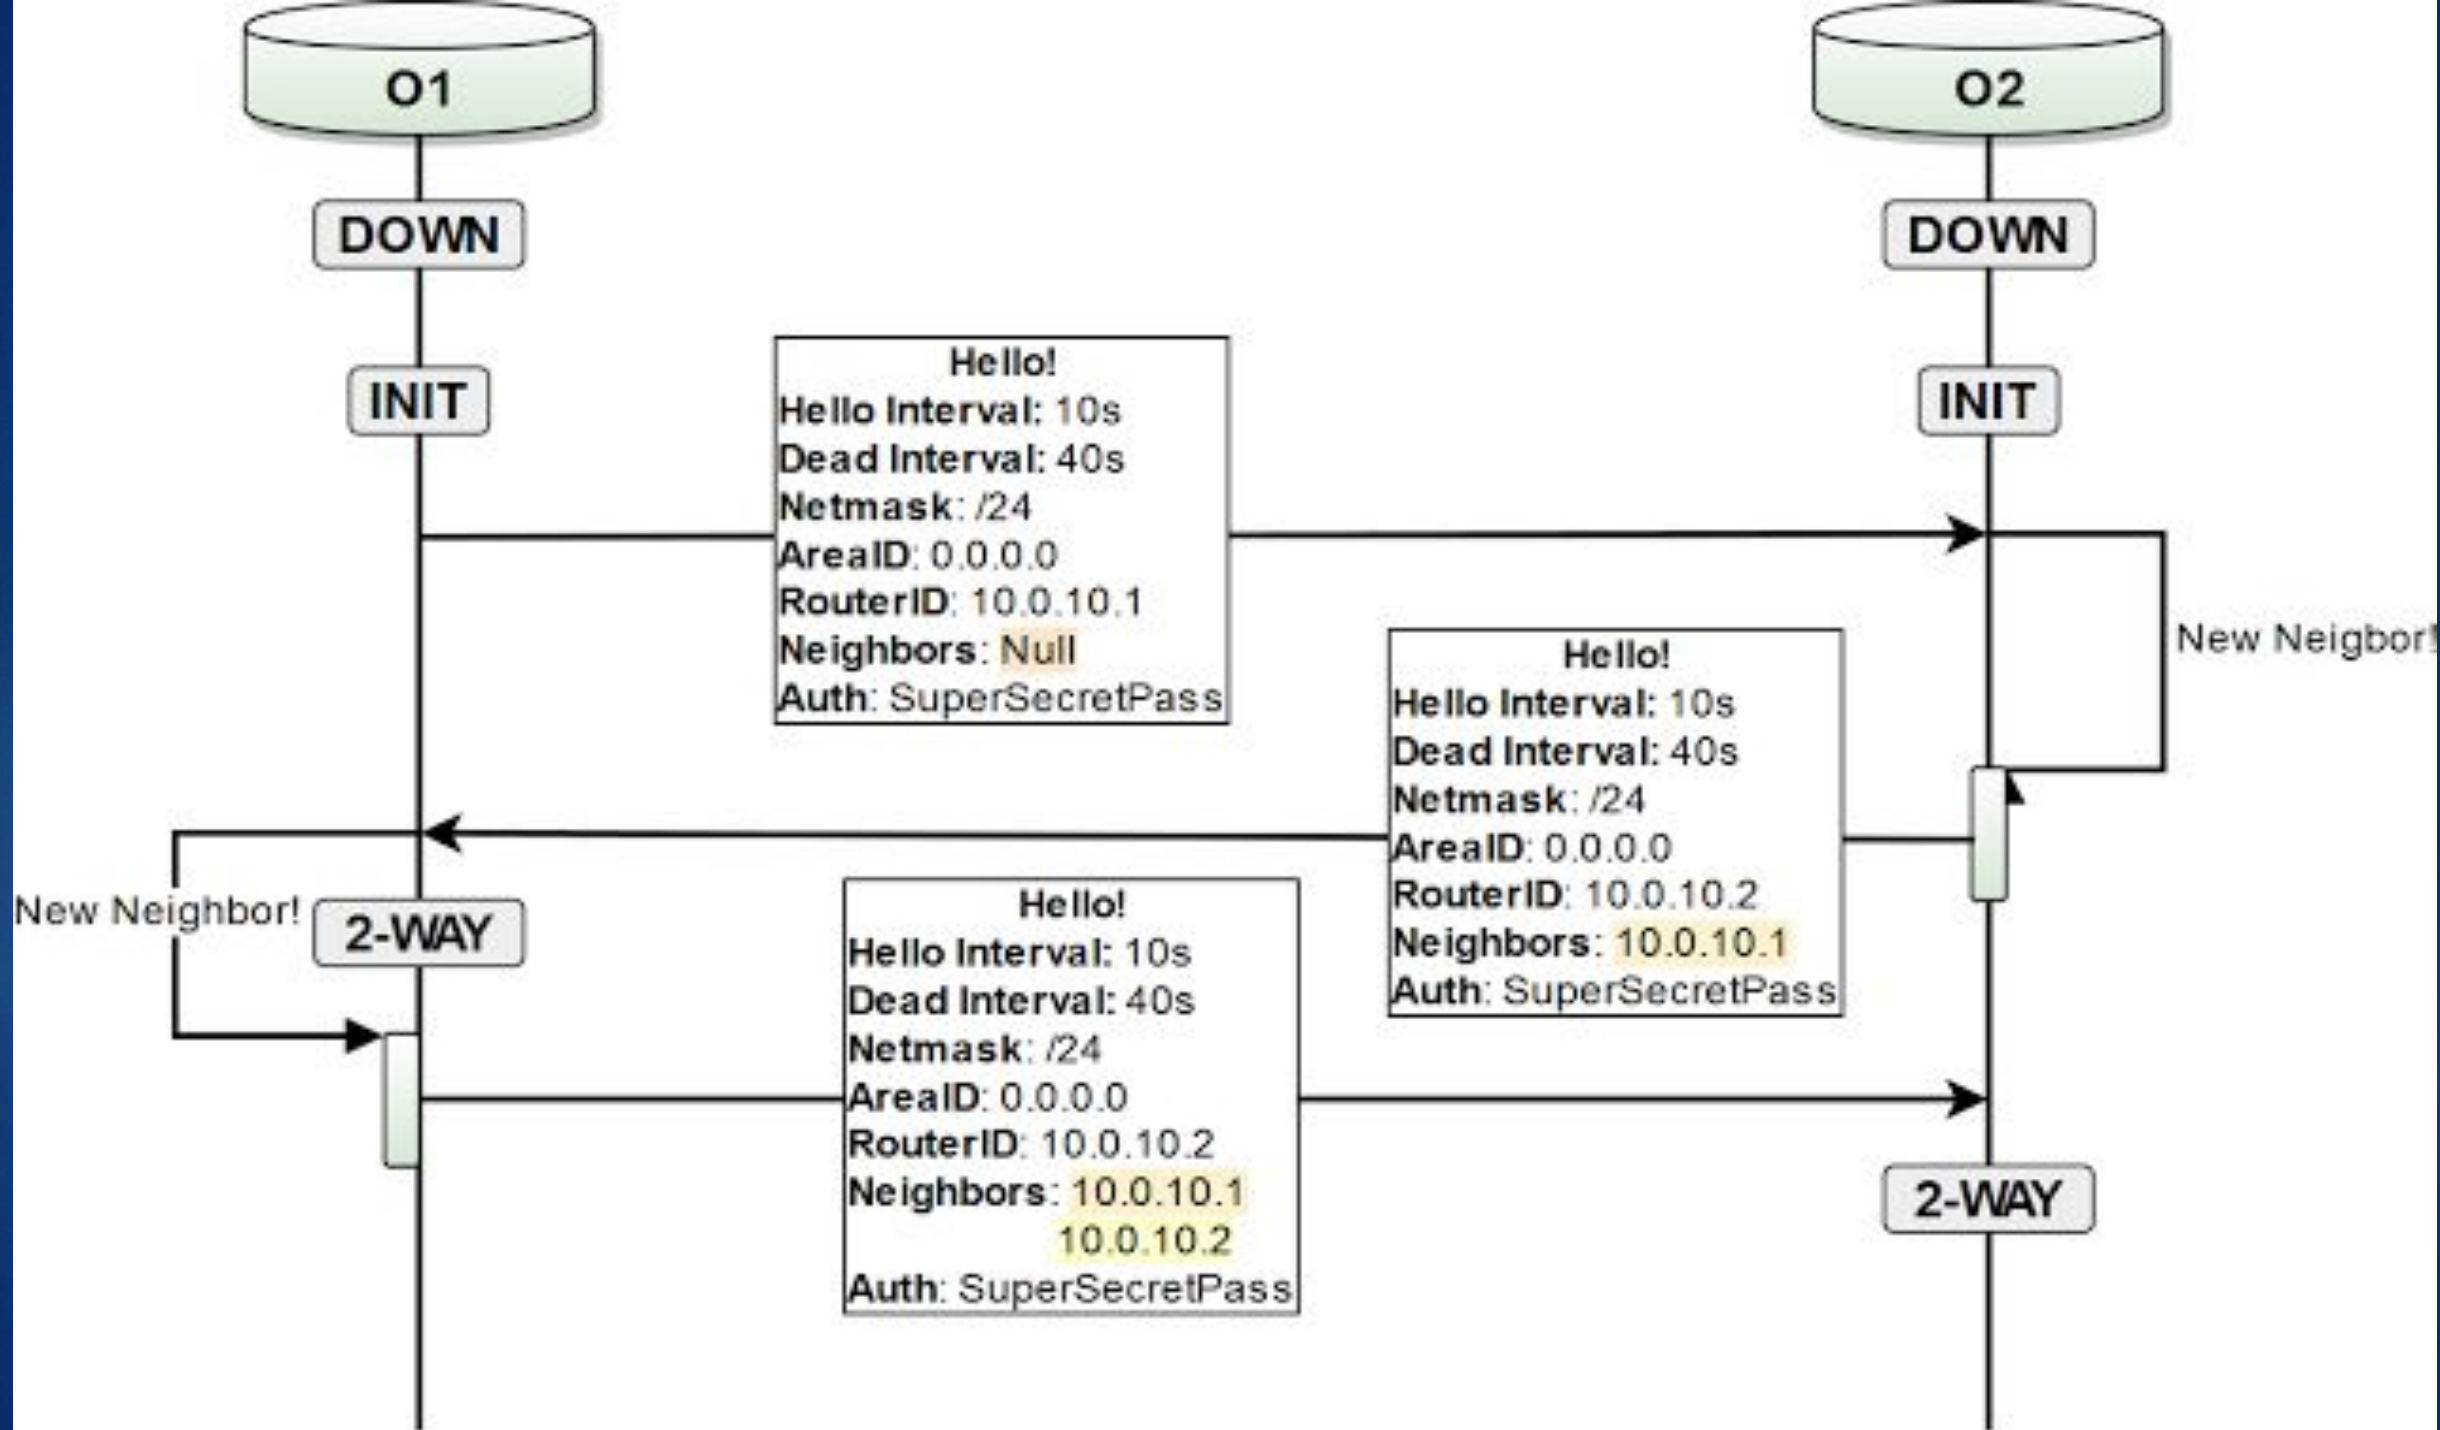 O1
O2
DOWN
DOWN
INIT
INIT
Hello!
Hello Interval: 10s
Dead Interval: 40s
Netmask: /24
AreaID: 0.0.0.0
RouterID: 10.0.10.1
Neighbors: Null
Auth: SuperSecretPass
New Neigbor!
Hello!
Hello Interval: 10s
Dead Interval: 40s
Netmask: /24
AreaID: 0.0.0.0
RouterID: 10.0.10.2
Neighbors: 10.0.10.1
Auth: SuperSecretPass
New Neighbor!
2-WAY
Hello!
Hello Interval: 10s
Dead Interval: 40s
Netmask: /24
AreaID: 0.0.0.0
RouterID: 10.0.10.2
Neighbors: 10.0.10.1
10.0.10.2
Auth: SuperSecretPass
2-WAY